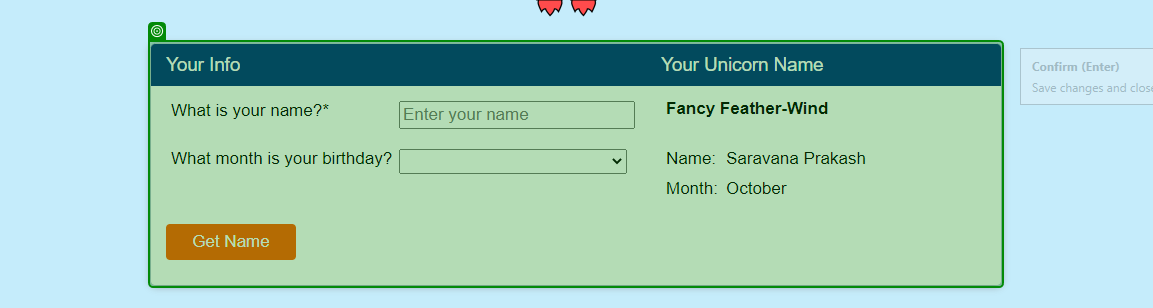 Your Info
Your Unicorn Name
What is your name?*
Enter your name
Fancy Feather-Wind
What month is your birthday?
Name: Saravana Prakash
Month: October
Get Name
Confirm (Enter)
Save changes and close